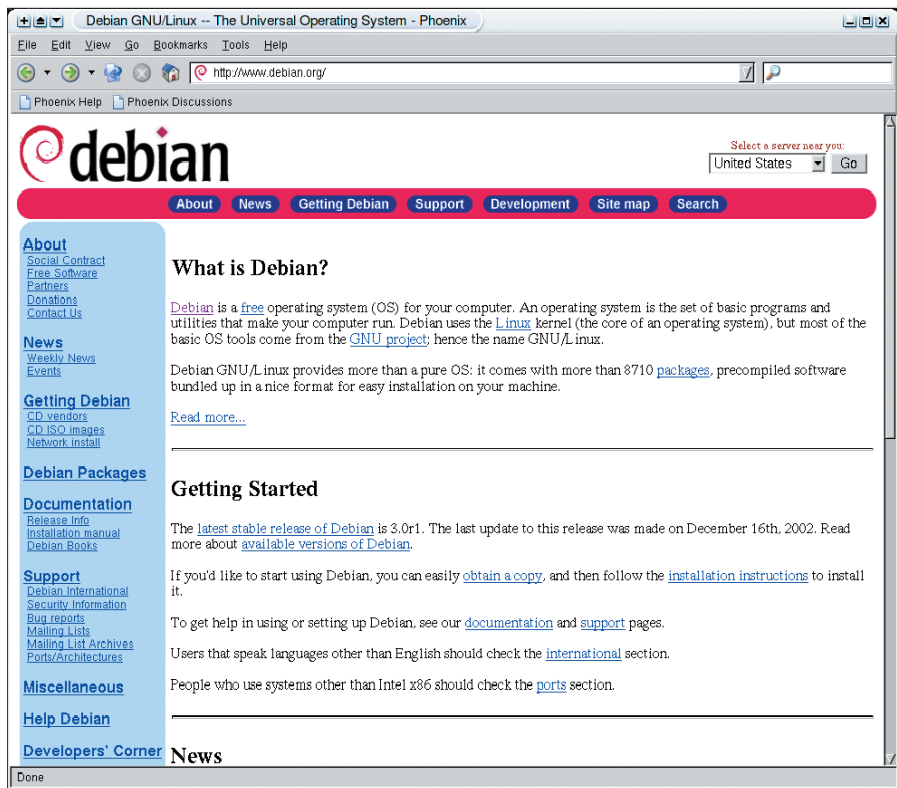 Debian GNU/Linux -- The Universal Operating System - Phoenix
File Edit View Go Bookmarks Tools Help
http://www.debian.org/
Phoenix Help Phoenix Discussions
debian
Select a server near you:
United States Go
About News Getting Debian Support Development Site map Search
About
Social Contract
Free Software
Partners
Donations
Contact Us
News
Weekly News
Events
Getting Debian
CD vendors
CD ISO images
Network install
Debian Packages
Documentation
Release Info
Installation manual
Debian Books
Support
Debian International
Security Information
Bug reports
Mailing Lists
Mailing List Archives
Ports/Architectures
Miscellaneous
Help Debian
Developers' Corner
What is Debian?
Debian is a free operating system (OS) for your computer. An operating system is the set of basic programs and
utilities that make your computer run. Debian uses the Linux kernel (the core of an operating system), but most of the
basic OS tools come from the GNU project; hence the name GNU/Linux.
Debian GNU/Linux provides more than a pure OS: it comes with more than 8710 packages, precompiled software
bundled up in a nice format for easy installation on your machine.
Read more...
Getting Started
The latest stable release of Debian is 3.0r1. The last update to this release was made on December 16th, 2002. Read
more about available versions of Debian.
If you'd like to start using Debian, you can easily obtain a copy, and then follow the installation instructions to install
it.
To get help in using or setting up Debian, see our documentation and support pages.
Users that speak languages other than English should check the international section.
People who use systems other than Intel x86 should check the ports section.
News
Done